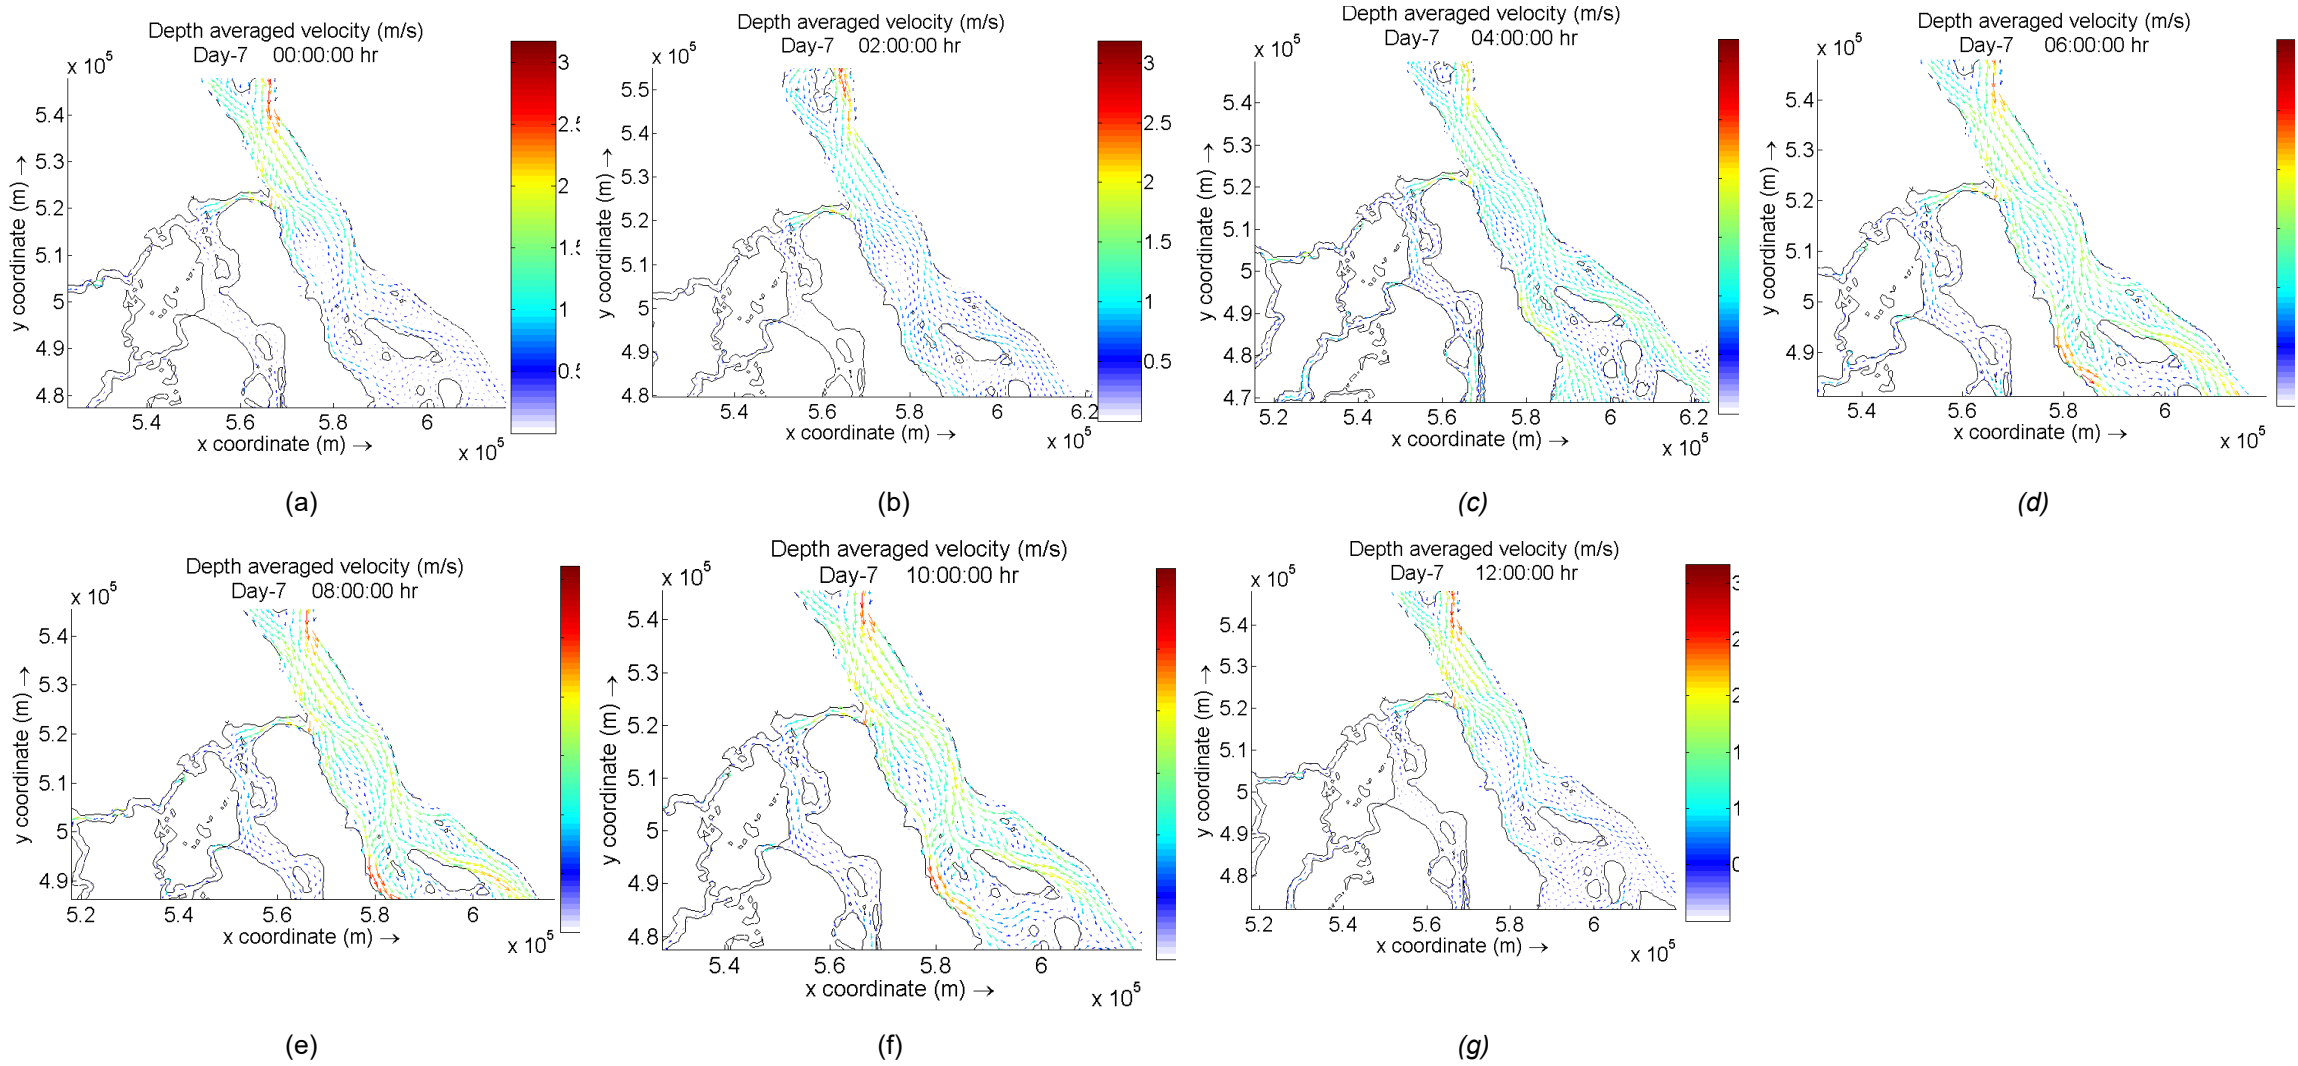 Depth averaged velocity (m/s)
Day-7 00:00:00 hr
x 10^5
5.4
5.3
5.2
5.1
5
4.9
4.8
y coordinate (m) →
5.4 5.6 5.8 6
x coordinate (m) →
x 10^5
3
2.5
2
1.5
1
0.5
(a)
Depth averaged velocity (m/s)
Day-7 02:00:00 hr
x 10^5
5.5
5.4
5.3
5.2
5.1
5
4.9
4.8
y coordinate (m) →
5.4 5.6 5.8 6 6.2
x coordinate (m) →
x 10^5
3
2.5
2
1.5
1
0.5
(b)
Depth averaged velocity (m/s)
Day-7 04:00:00 hr
x 10^5
5.4
5.3
5.2
5.1
5
4.9
4.8
4.7
y coordinate (m) →
5.2 5.4 5.6 5.8 6 6.2
x coordinate (m) →
x 10^5
(c)
Depth averaged velocity (m/s)
Day-7 06:00:00 hr
x 10^5
5.4
5.3
5.2
5.1
5
4.9
y coordinate (m) →
5.4 5.6 5.8 6
x coordinate (m) →
x 10^5
(d)
Depth averaged velocity (m/s)
Day-7 08:00:00 hr
x 10^5
5.4
5.3
5.2
5.1
5
4.9
y coordinate (m) →
5.2 5.4 5.6 5.8 6
x coordinate (m) →
x 10^5
(e)
Depth averaged velocity (m/s)
Day-7 10:00:00 hr
x 10^5
5.4
5.3
5.2
5.1
5
4.9
4.8
y coordinate (m) →
5.4 5.6 5.8 6
x coordinate (m) →
x 10^5
(f)
Depth averaged velocity (m/s)
Day-7 12:00:00 hr
x 10^5
5.4
5.3
5.2
5.1
5
4.9
4.8
y coordinate (m) →
5.2 5.4 5.6 5.8 6
x coordinate (m) →
x 10^5
2
2
1
1
(g)